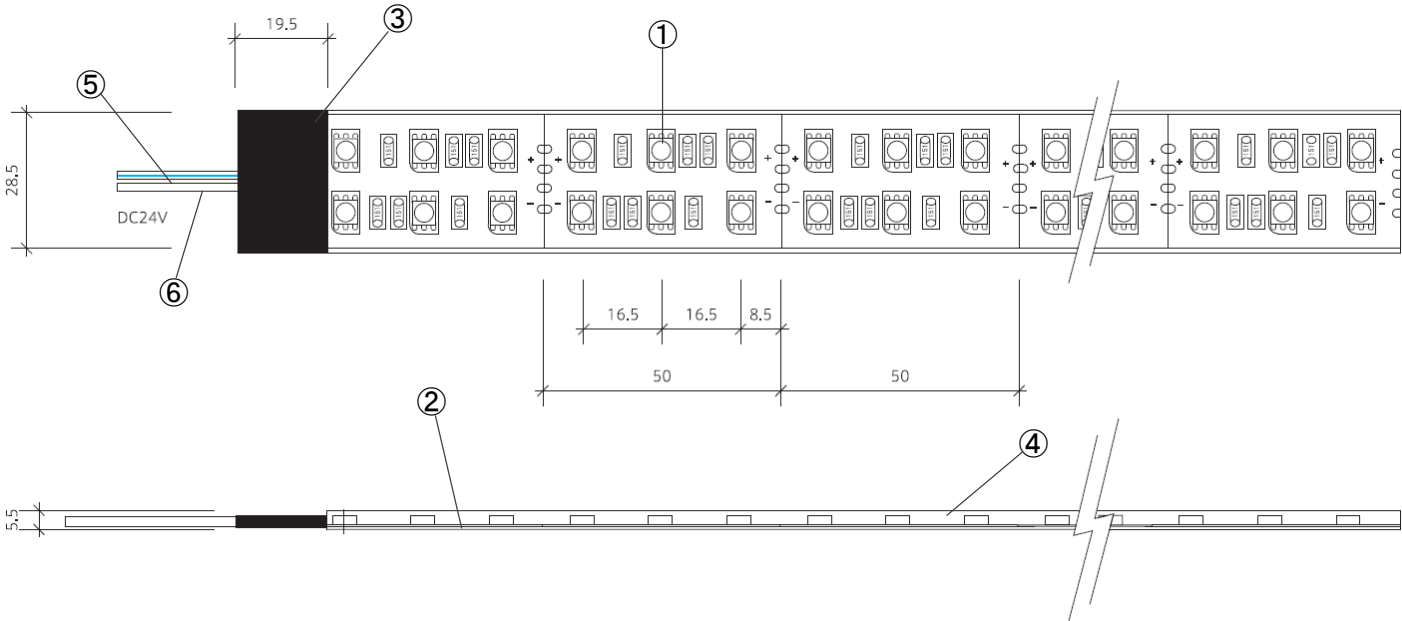 19.5
③
①
⑤
28.5
DC24V
⑥
+ + + + + + + + +
- - - - - - - - -
16.5 16.5 8.5
50 50
②
④
5.5